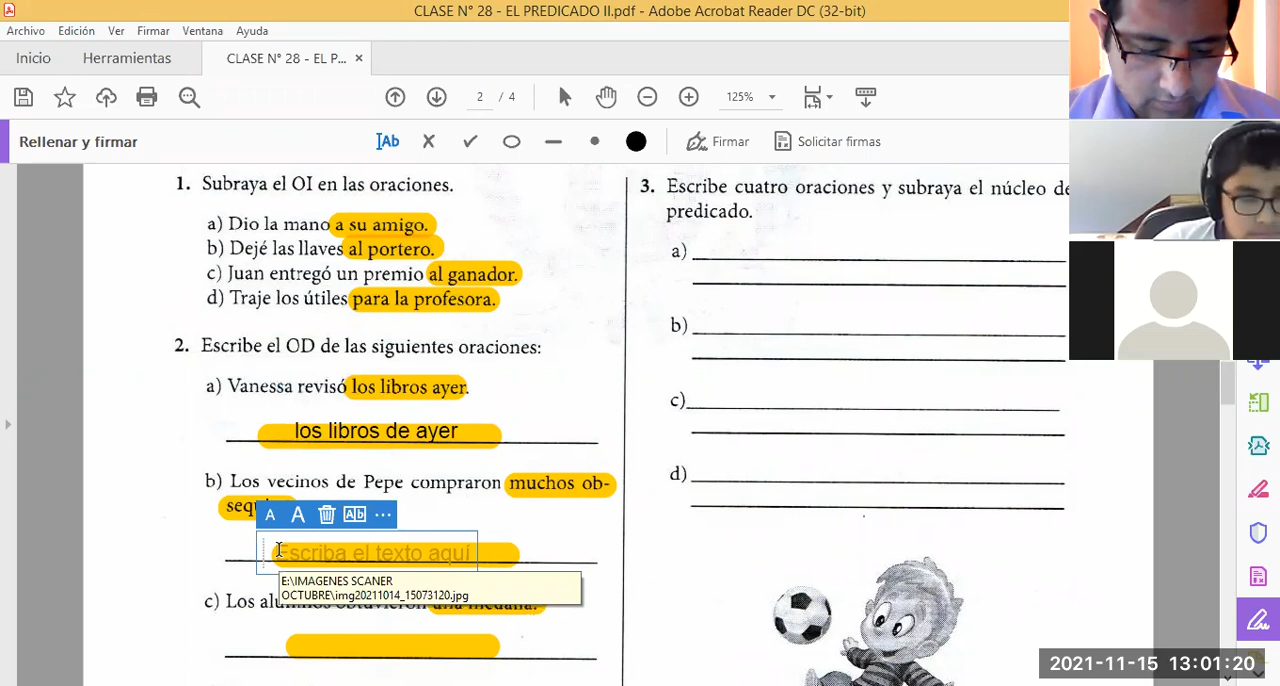 CLASE N° 28 - EL PREDICADO II.pdf - Adobe Acrobat Reader DC (32-bit)
Archivo Edición Ver Firmar Ventana Ayuda
Inicio Herramientas CLASE N° 28 - EL P... ×
2 / 4 125%
Rellenar y firmar Ab Firmar Solicitar firmas
1. Subraya el OI en las oraciones.
a) Dio la mano a su amigo.
b) Dejé las llaves al portero.
c) Juan entregó un premio al ganador.
d) Traje los útiles para la profesora.
2. Escribe el OD de las siguientes oraciones:
a) Vanessa revisó los libros ayer.
los libros de ayer
b) Los vecinos de Pepe compraron muchos ob-
A A Ab ...
Escriba el texto aquí
E:\IMAGENES SCANER
OCTUBRE\img20211014_15073120.jpg
c) Los
3. Escribe cuatro oraciones y subraya el núcleo
predicado.
a)
b)
c)
d)
2021-11-15 13:01:20